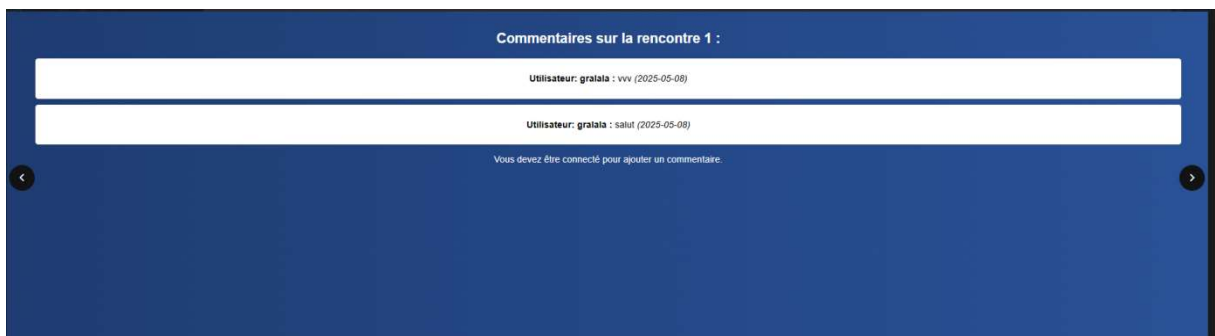 Commentaires sur la rencontre 1 :
Utilisateur: gralala : vvv (2025-05-08)
Utilisateur: gralala : salut (2025-05-08)
Vous devez être connecté pour ajouter un commentaire.